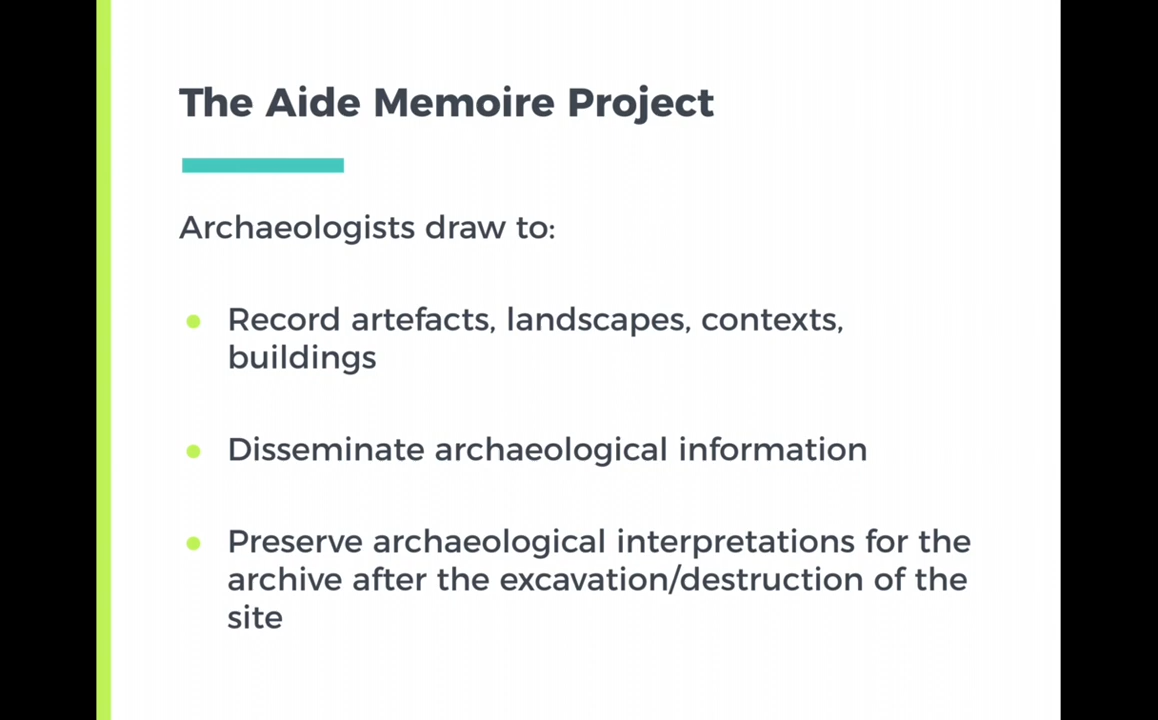 The Aide Memoire Project
Archaeologists draw to:
● Record artefacts, landscapes, contexts,
buildings
● Disseminate archaeological information
● Preserve archaeological interpretations for the
archive after the excavation/destruction of the
site